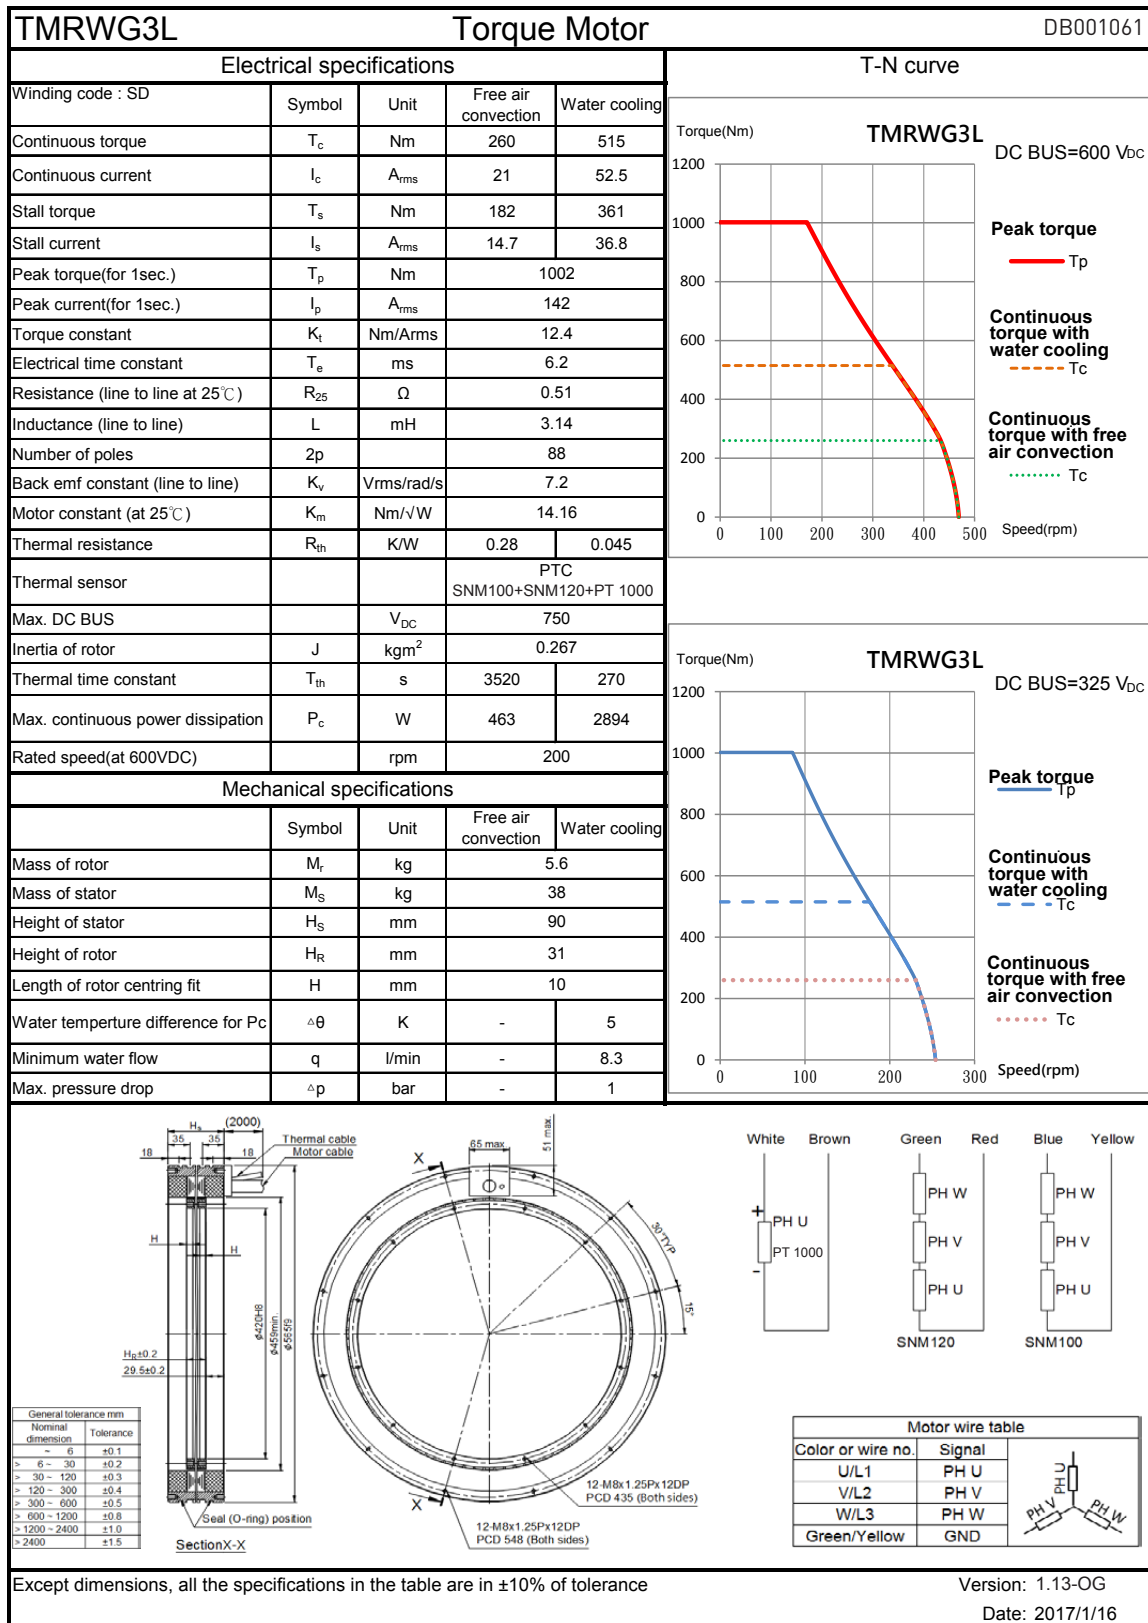 TMRWG3L Torque Motor DB001061
Electrical specifications
Winding code : SD Symbol Unit Free air convection Water cooling
Continuous torque Tc Nm 260 515
Continuous current Ic Arms 21 52.5
Stall torque Ts Nm 182 361
Stall current Is Arms 14.7 36.8
Peak torque(for 1sec.) Tp Nm 1002
Peak current(for 1sec.) Ip Arms 142
Torque constant Kt Nm/Arms 12.4
Electrical time constant Te ms 6.2
Resistance (line to line at 25℃) R25 Ω 0.51
Inductance (line to line) L mH 3.14
Number of poles 2p 88
Back emf constant (line to line) Kv Vrms/rad/s 7.2
Motor constant (at 25℃) Km Nm/√W 14.16
Thermal resistance Rth K/W 0.28 0.045
Thermal sensor PTC SNM100+SNM120+PT 1000
Max. DC BUS VDC 750
Inertia of rotor J kgm² 0.267
Thermal time constant Tth s 3520 270
Max. continuous power dissipation Pc W 463 2894
Rated speed(at 600VDC) rpm 200
Mechanical specifications
Symbol Unit Free air convection Water cooling
Mass of rotor Mr kg 5.6
Mass of stator MS kg 38
Height of stator HS mm 90
Height of rotor HR mm 31
Length of rotor centring fit H mm 10
Water temperture difference for Pc △θ K - 5
Minimum water flow q l/min - 8.3
Max. pressure drop △p bar - 1
T-N curve
Torque(Nm) TMRWG3L
DC BUS=600 VDC
1200
1000
800
600
400
200
0
0 100 200 300 400 500 Speed(rpm)
Peak torque
Tp
Continuous
torque with
water cooling
Tc
Continuous
torque with free
air convection
Tc
Torque(Nm) TMRWG3L
DC BUS=325 VDC
1200
1000
800
600
400
200
0
0 100 200 300 Speed(rpm)
Peak torque
Tp
Continuous
torque with
water cooling
Tc
Continuous
torque with free
air convection
Tc
Hs (2000)
35 35
18 18
Thermal cable
Motor cable
H H
HR±0.2
29.5±0.2
Ø420H8
Ø459min.
Ø565f9
Seal (O-ring) position
SectionX-X
X
65 max.
51 max.
30°TYP
15°
X
12-M8x1.25Px12DP
PCD 435 (Both sides)
12-M8x1.25Px12DP
PCD 548 (Both sides)
General tolerance mm
Nominal dimension Tolerance
~ 6 ±0.1
> 6 ~ 30 ±0.2
> 30 ~ 120 ±0.3
> 120 ~ 300 ±0.4
> 300 ~ 600 ±0.5
> 600 ~ 1200 ±0.8
> 1200 ~ 2400 ±1.0
> 2400 ±1.5
White Brown Green Red Blue Yellow
+
PH U
PT 1000
-
PH W
PH V
PH U
SNM120
PH W
PH V
PH U
SNM100
Motor wire table
Color or wire no. Signal
U/L1 PH U
V/L2 PH V
W/L3 PH W
Green/Yellow GND
PH U
PH V
PH W
Except dimensions, all the specifications in the table are in ±10% of tolerance
Version: 1.13-OG
Date: 2017/1/16